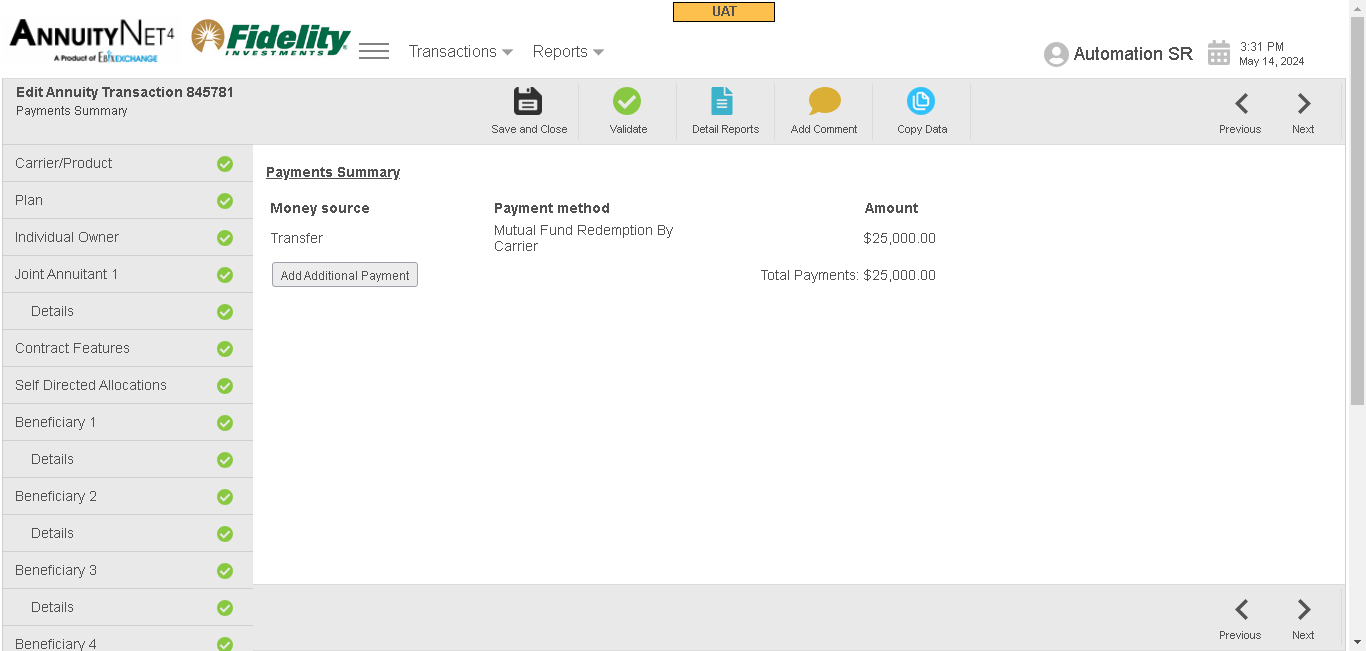 UAT
ANNUITYNET4
A Product of EbixEXCHANGE
Fidelity
INVESTMENTS
Transactions
Reports
Automation SR
3:31 PM
May 14, 2024
Edit Annuity Transaction 845781
Payments Summary
Save and Close
Validate
Detail Reports
Add Comment
Copy Data
Previous
Next
Carrier/Product
Plan
Individual Owner
Joint Annuitant 1
Details
Contract Features
Self Directed Allocations
Beneficiary 1
Details
Beneficiary 2
Details
Beneficiary 3
Details
Beneficiary 4
Payments Summary
Money source Payment method Amount
Transfer Mutual Fund Redemption By
Carrier $25,000.00
Add Additional Payment Total Payments: $25,000.00
Previous
Next